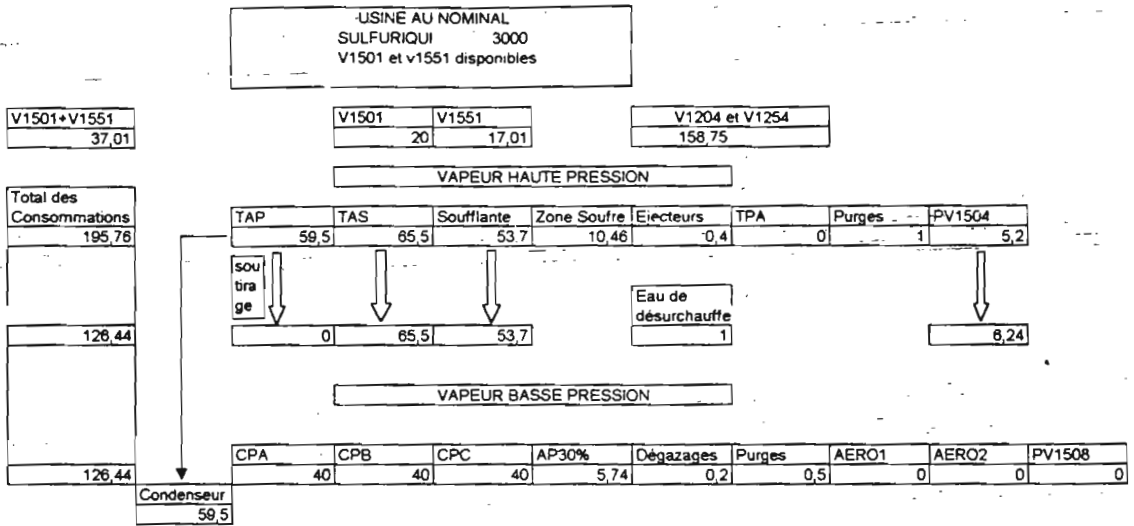 -USINE AU NOMINAL
SULFURIQUI 3000
V1501 et v1551 disponibles
V1501+V1551 V1501 V1551 V1204 et V1254
37,01 20 17,01 158,75
VAPEUR HAUTE PRESSION
Total des
Consommations TAP TAS Soufflante Zone Soufre Ejecteurs TPA Purges PV1504
195,76 59,5 65,5 53.7 10,46 0,4 0 1 5,2
sou
tira
ge
Eau de
désurchauffe
126,44 0 65,5 53,7 1 6,24
VAPEUR BASSE PRESSION
CPA CPB CPC AP30% Dégazages Purges AERO1 AERO2 PV1508
126,44 40 40 40 5,74 0,2 0,5 0 0 0
Condenseur
59,5